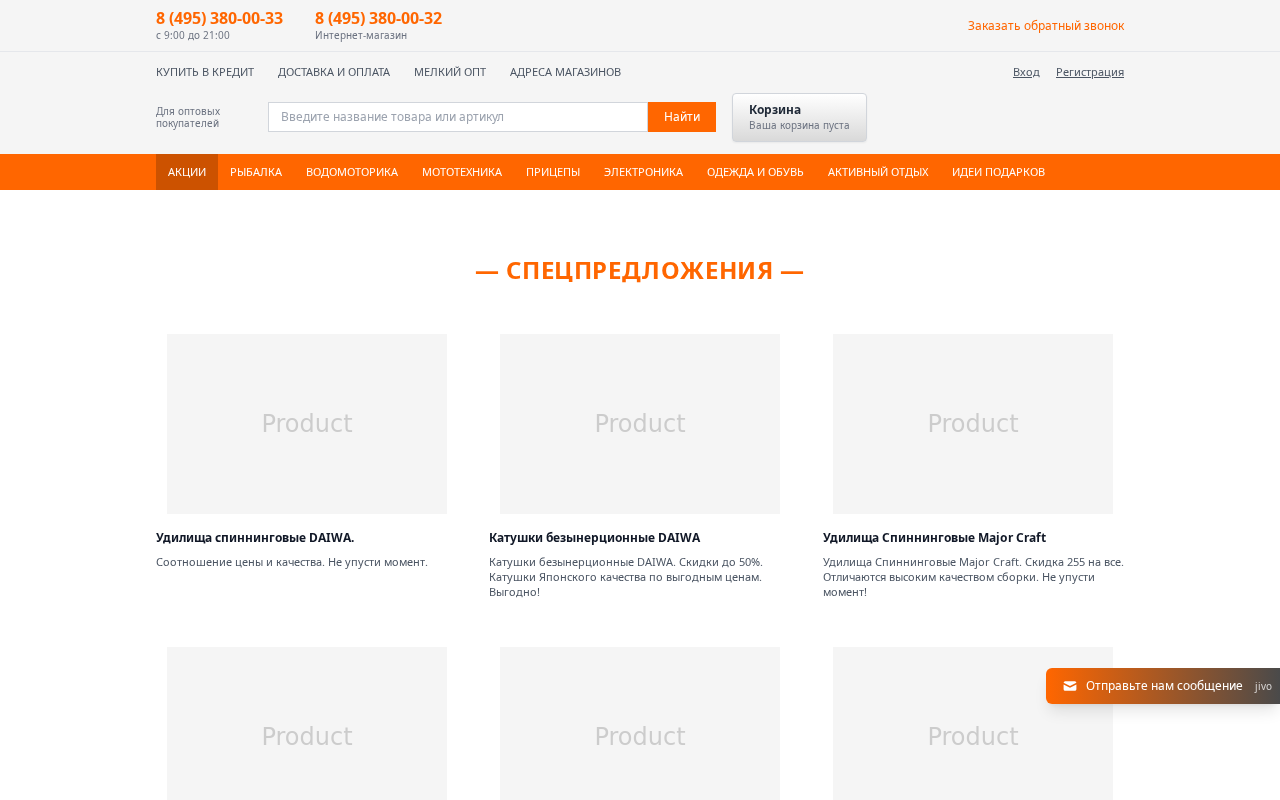 8 (495) 380-00-33
с 9:00 до 21:00
8 (495) 380-00-32
Интернет-магазин
Заказать обратный звонок
КУПИТЬ В КРЕДИТ
ДОСТАВКА И ОПЛАТА
МЕЛКИЙ ОПТ
АДРЕСА МАГАЗИНОВ
Вход
Регистрация
Для оптовых
покупателей
Введите название товара или артикул
Найти
Корзина
Ваша корзина пуста
АКЦИИ
РЫБАЛКА
ВОДОМОТОРИКА
МОТОТЕХНИКА
ПРИЦЕПЫ
ЭЛЕКТРОНИКА
ОДЕЖДА И ОБУВЬ
АКТИВНЫЙ ОТДЫХ
ИДЕИ ПОДАРКОВ
— СПЕЦПРЕДЛОЖЕНИЯ —
Product
Удилища спиннинговые DAIWA.
Соотношение цены и качества. Не упусти момент.
Product
Катушки безынерционные DAIWA
Катушки безынерционные DAIWA. Скидки до 50%.
Катушки Японского качества по выгодным ценам.
Выгодно!
Product
Удилища Спиннинговые Major Craft
Удилища Спиннинговые Major Craft. Скидка 255 на все.
Отличаются высоким качеством сборки. Не упусти
момент!
Product
Product
Product
Отправьте нам сообщение
jivo